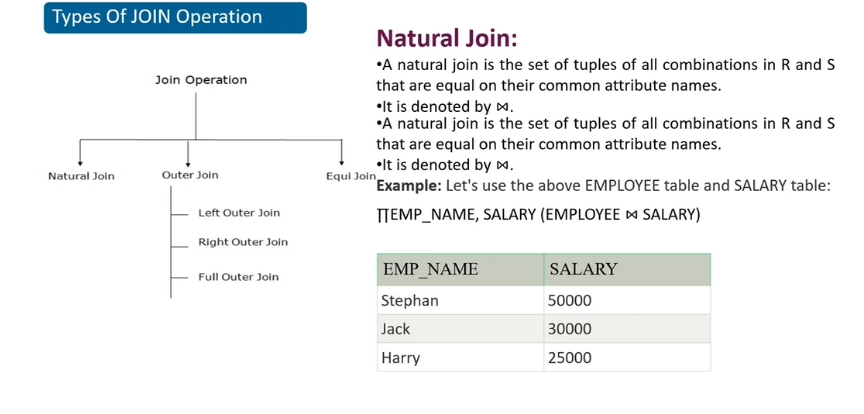 Types Of JOIN Operation
Join Operation
Natural Join
Outer Join
Equi Join
Left Outer Join
Right Outer Join
Full Outer Join
Natural Join:
•A natural join is the set of tuples of all combinations in R and S
that are equal on their common attribute names.
•It is denoted by ⋈.
•A natural join is the set of tuples of all combinations in R and S
that are equal on their common attribute names.
•It is denoted by ⋈.
Example: Let's use the above EMPLOYEE table and SALARY table:
∏EMP_NAME, SALARY (EMPLOYEE ⋈ SALARY)
EMP_NAME SALARY
Stephan 50000
Jack 30000
Harry 25000